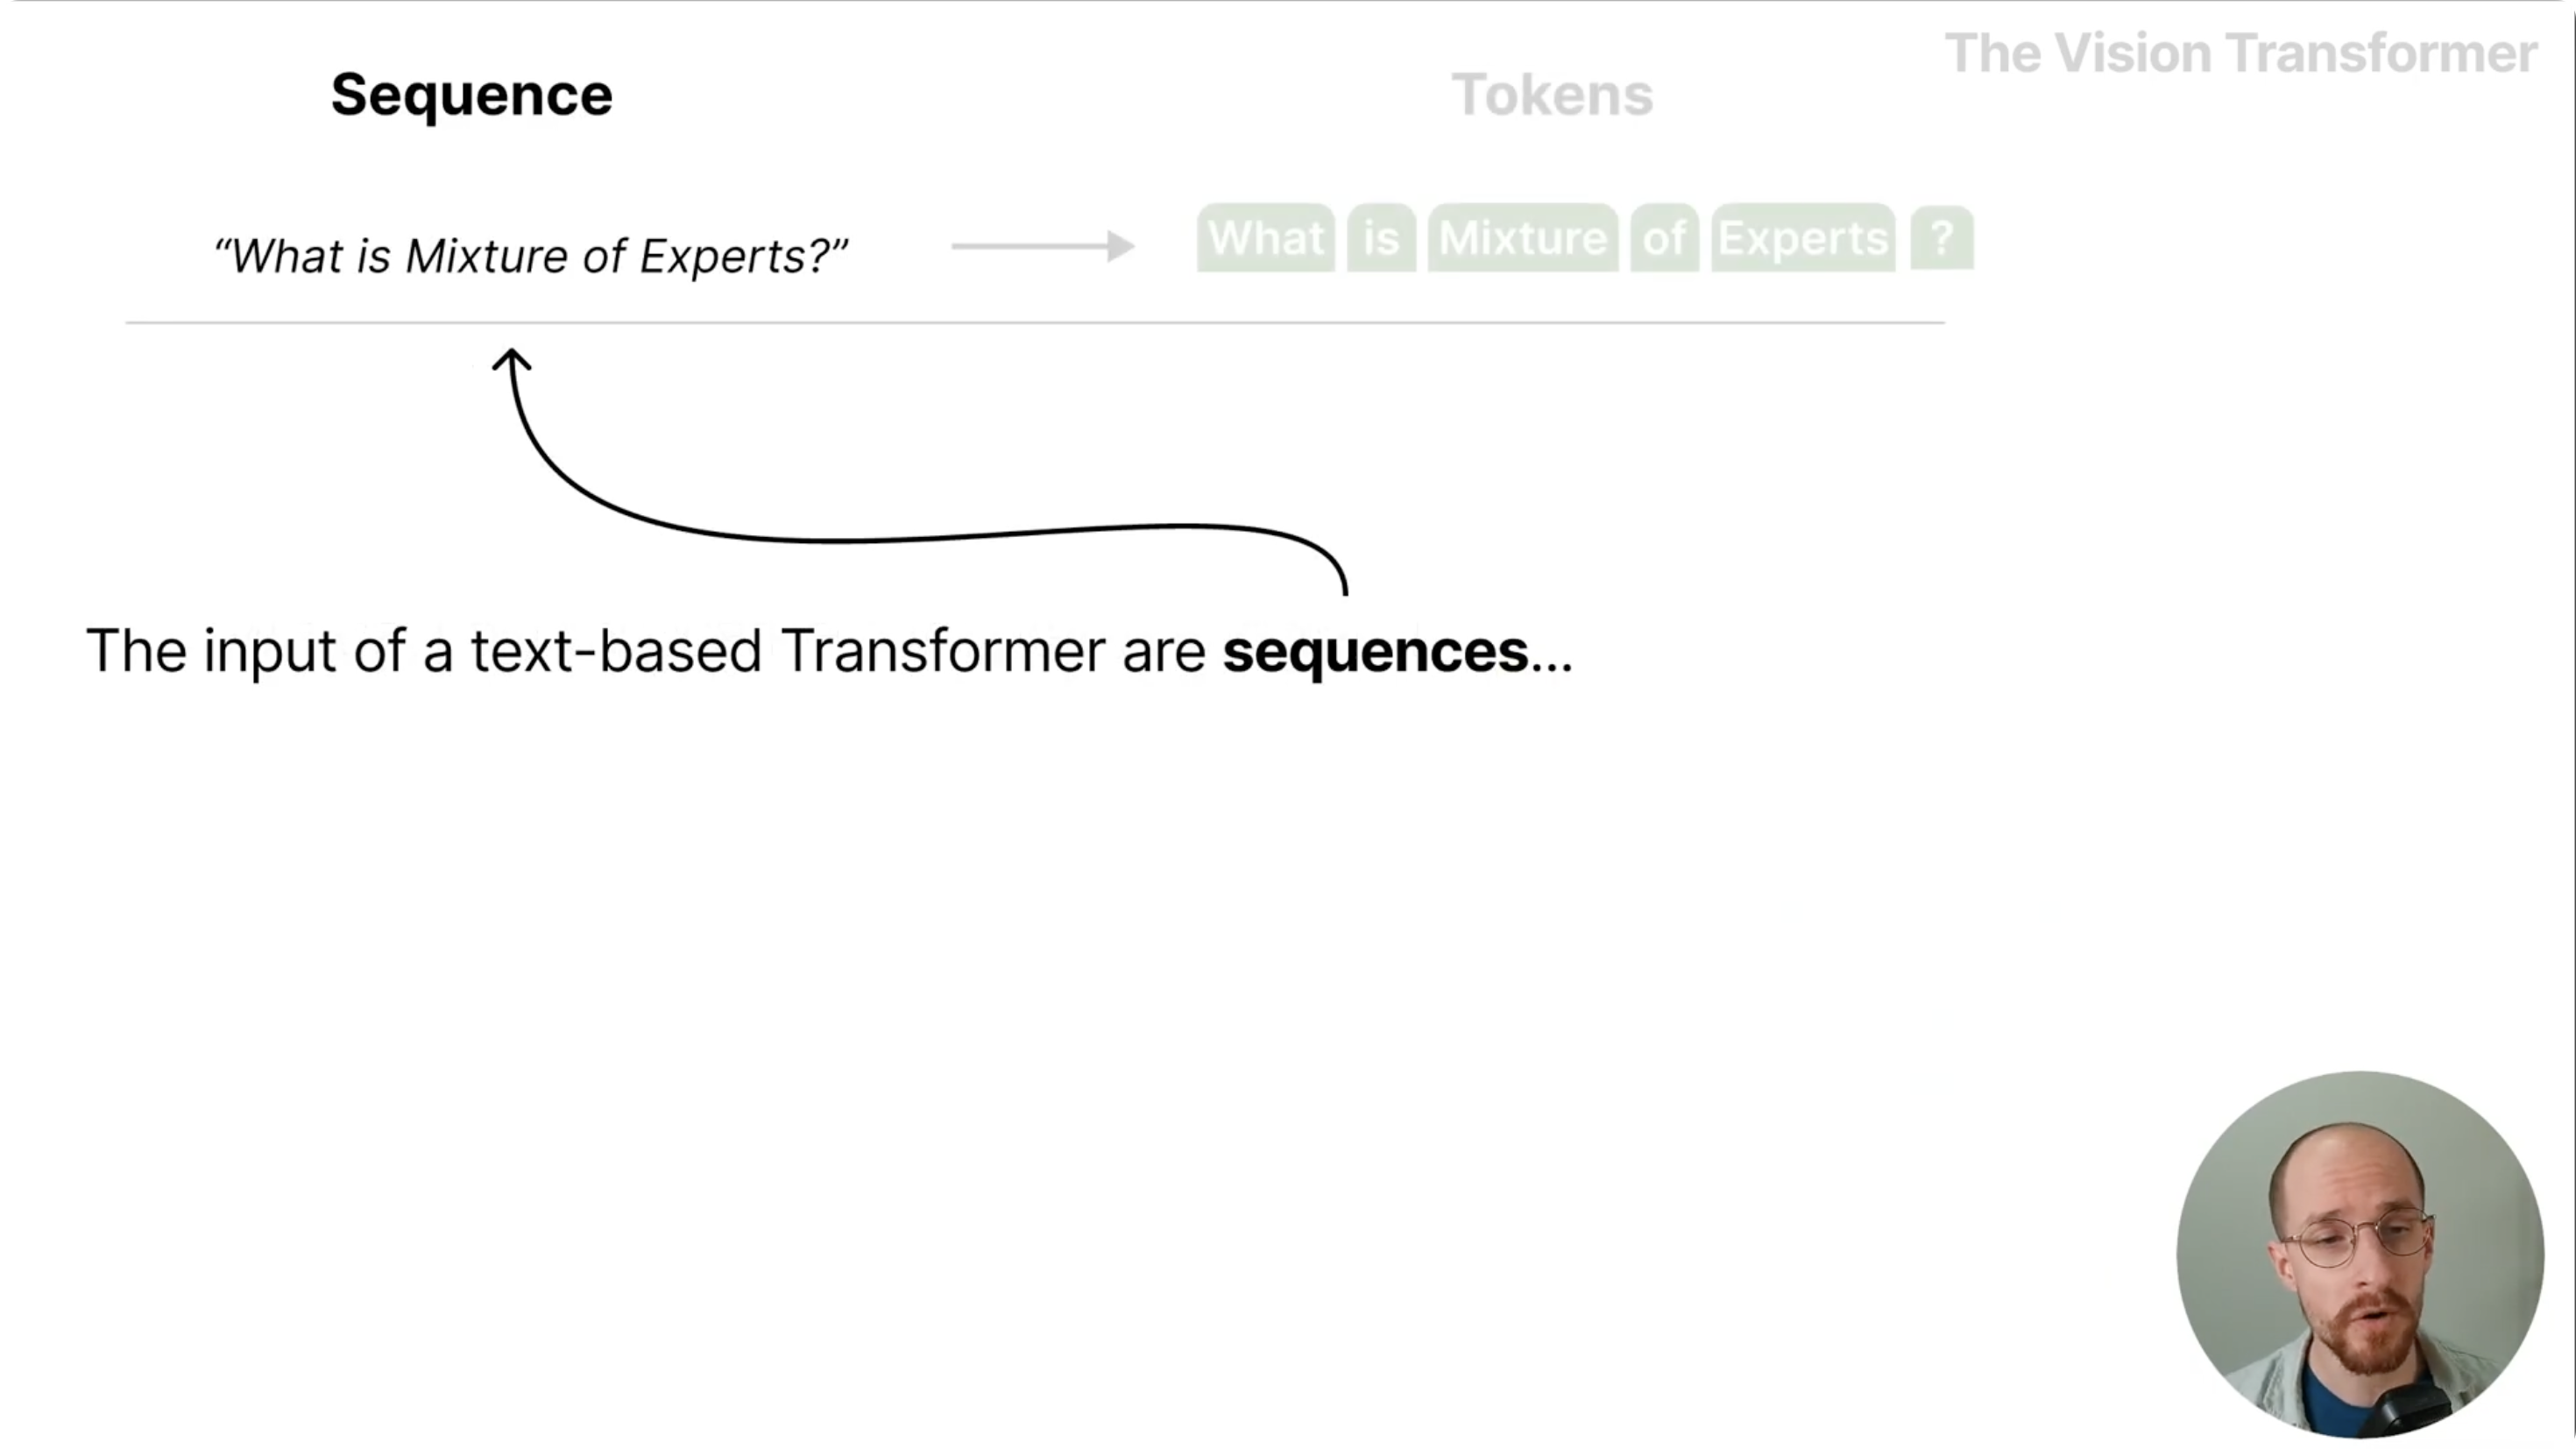 The Vision Transformer
Sequence
Tokens
“What is Mixture of Experts?”
What is Mixture of Experts ?
The input of a text-based Transformer are sequences...